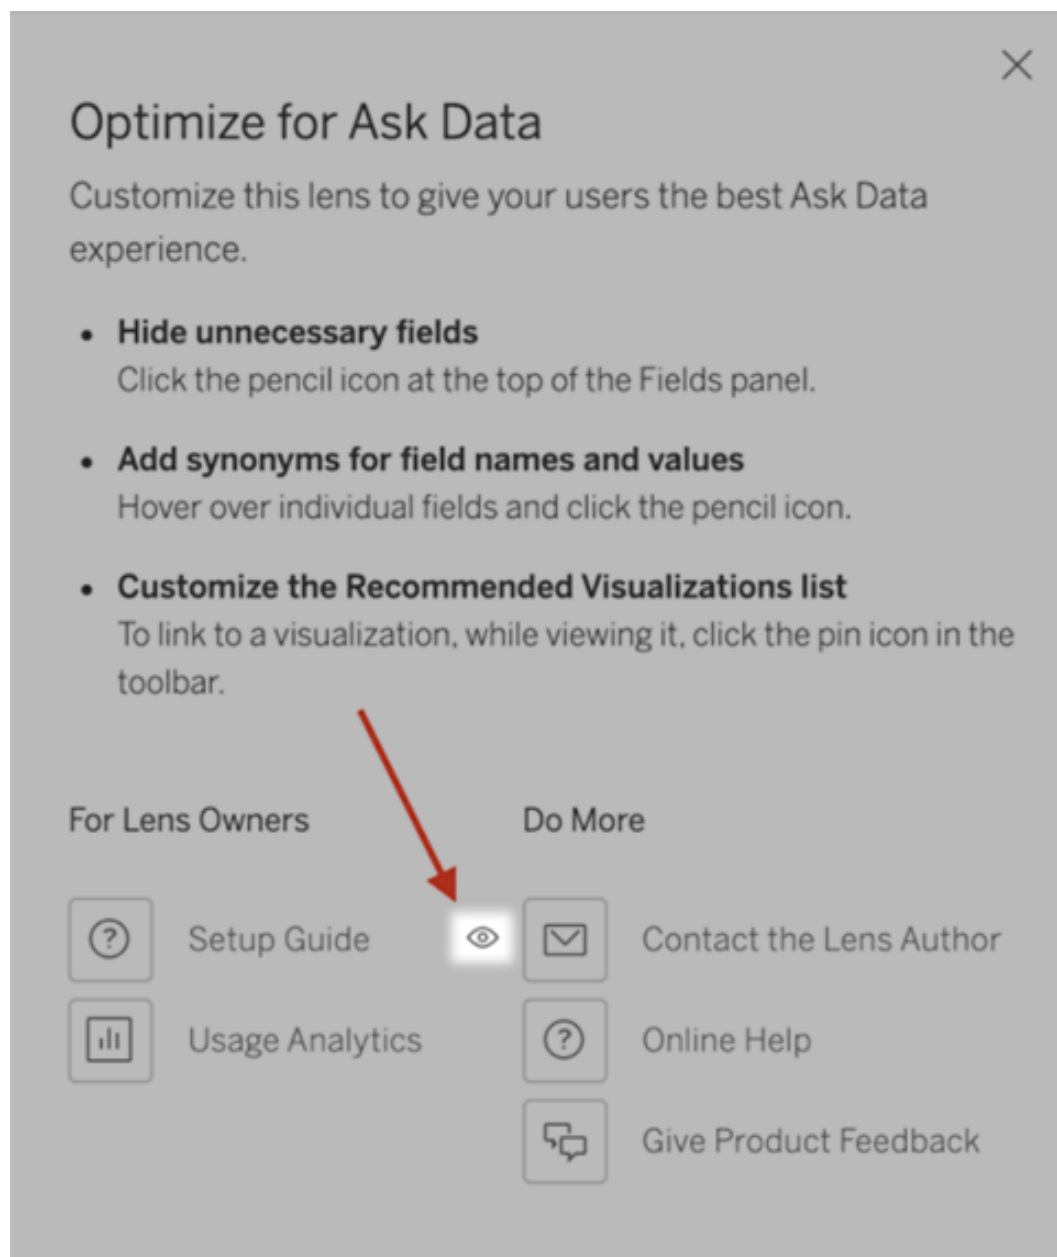 Optimize for Ask Data
Customize this lens to give your users the best Ask Data
experience.
• Hide unnecessary fields
Click the pencil icon at the top of the Fields panel.
• Add synonyms for field names and values
Hover over individual fields and click the pencil icon.
• Customize the Recommended Visualizations list
To link to a visualization, while viewing it, click the pin icon in the
toolbar.
For Lens Owners
Setup Guide
Usage Analytics
Do More
Contact the Lens Author
Online Help
Give Product Feedback